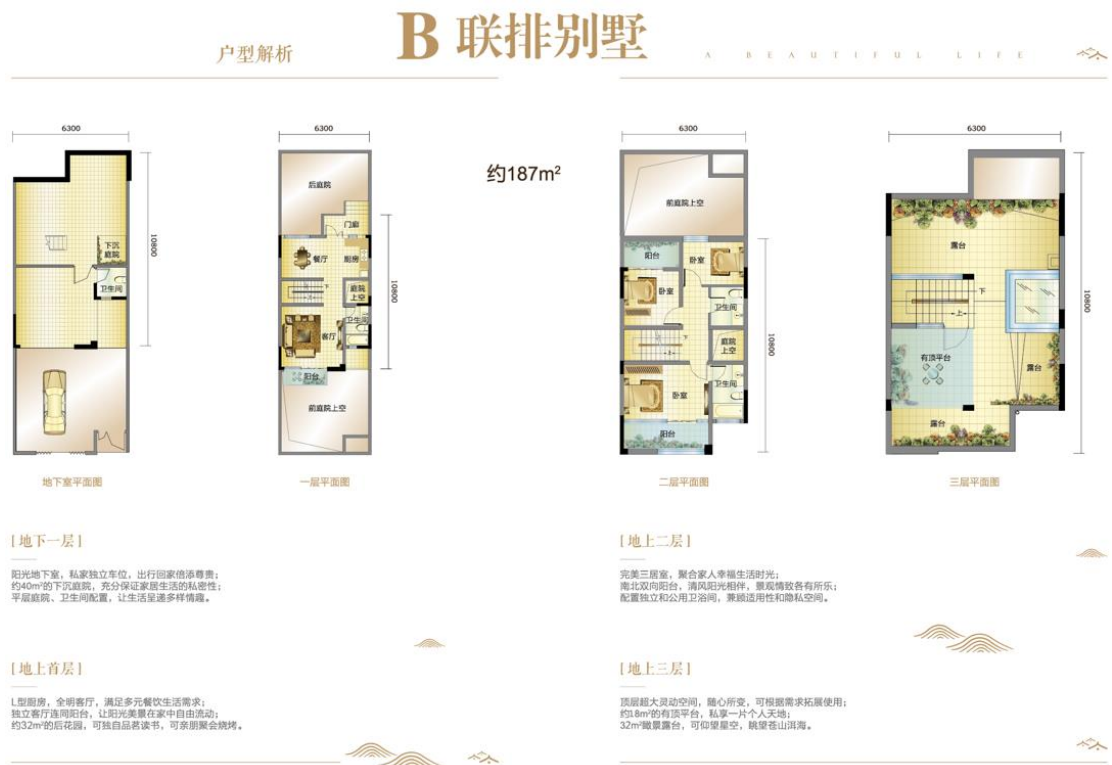 户型解析
B 联排别墅
A BEAUTIFUL LIFE
6300
10800
下沉
庭院
卫生间
地下室平面图
6300
10800
后庭院
门廊
餐厅
厨房
下
庭院
上空
卫生间
客厅
阳台
前庭院上空
一层平面图
约187m²
6300
10800
前庭院上空
阳台
卧室
卧室
卫生间
下
上
庭院
上空
卫生间
卧室
阳台
二层平面图
6300
10800
露台
下
上
有顶平台
露台
露台
三层平面图
[地下一层]
阳光地下室，私家独立车位，出行回家倍添尊贵；
约40m²的下沉庭院，充分保证家居生活的私密性；
平层庭院、卫生间配置，让生活呈递多样情趣。
[地上首层]
L型厨房，全明客厅，满足多元餐饮生活需求；
独立客厅连同阳台，让阳光美景在家中自由流动；
约32m²的后花园，可独自品茗读书，可亲朋聚会烧烤。
[地上二层]
完美三居室，聚合家人幸福生活时光；
南北双向阳台，清风阳光相伴，景观情致各有所乐；
配置独立和公用卫浴间，兼顾适用性和隐私空间。
[地上三层]
顶层超大灵动空间，随心所变，可根据需求拓展使用；
约18m²的有顶平台，私享一片个人天地；
32m²瞰景露台，可仰望星空，眺望苍山洱海。